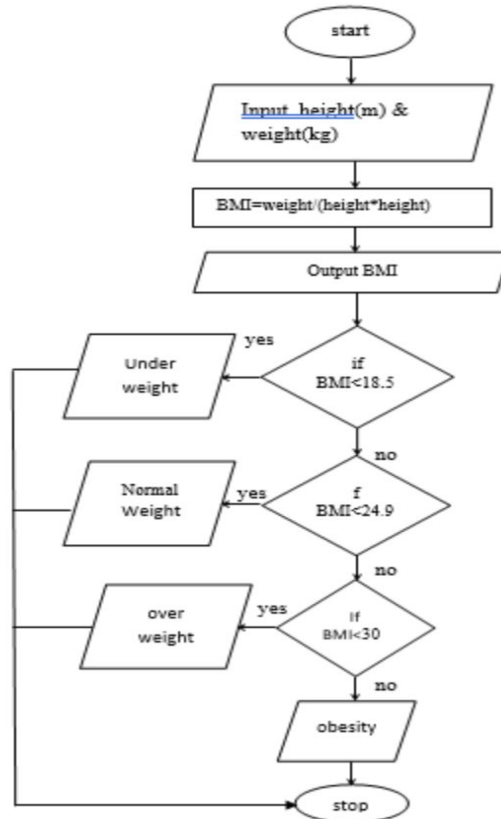 start
Input height(m) &
weight(kg)
BMI=weight/(height*height)
Output BMI
yes
Under
weight
if
BMI<18.5
no
Normal
Weight
yes
f
BMI<24.9
no
over
weight
yes
If
BMI<30
no
obesity
stop